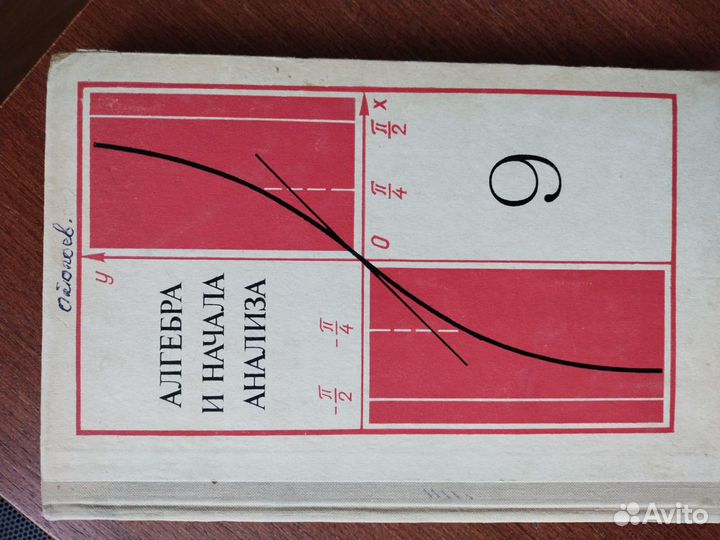 АЛГЕБРА
И НАЧАЛА
АНАЛИЗА
9
y
x
π/2
π/4
0
-π/4
-π/2
Avito